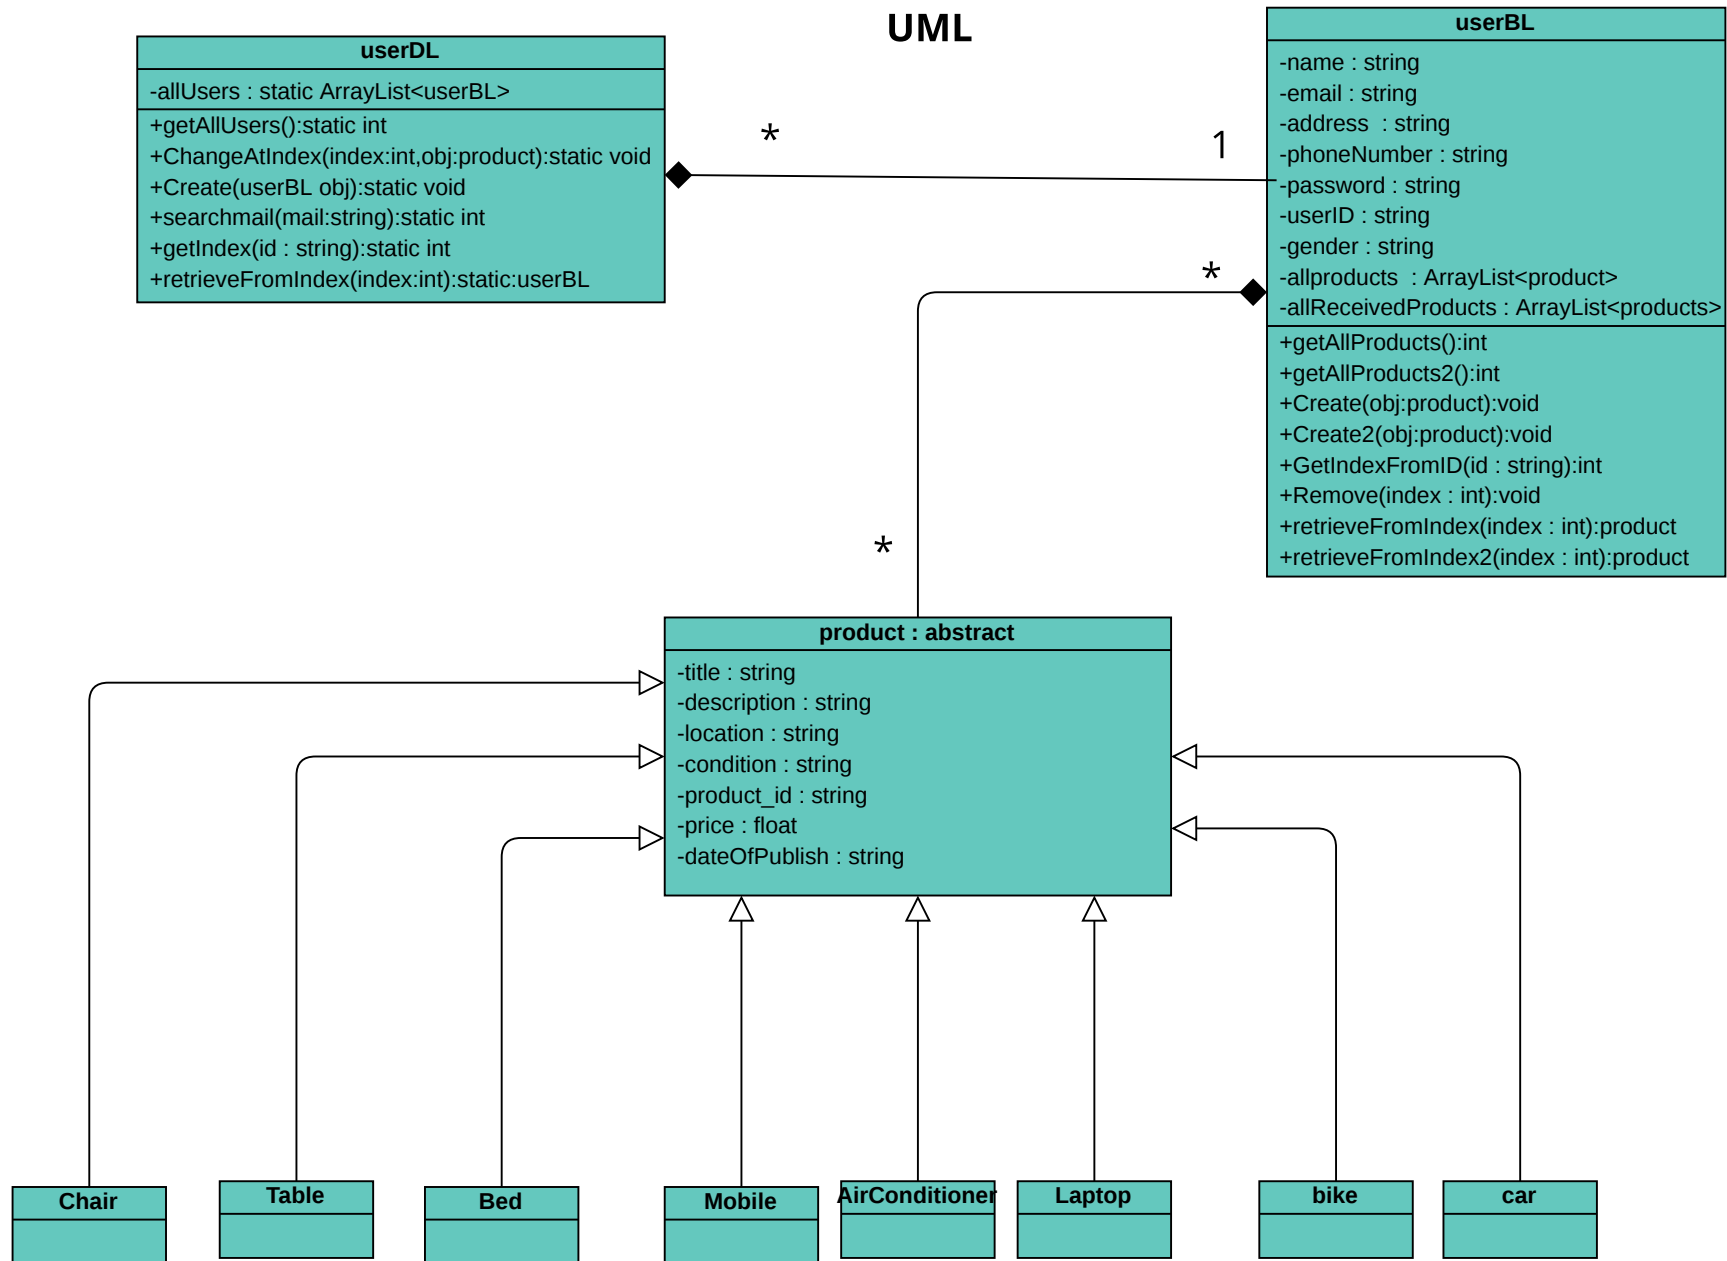 UML
userDL
-allUsers : static ArrayList<userBL>
+getAllUsers():static int
+ChangeAtIndex(index:int,obj:product):static void
+Create(userBL obj):static void
+searchmail(mail:string):static int
+getIndex(id : string):static int
+retrieveFromIndex(index:int):static:userBL
*
1
userBL
-name : string
-email : string
-address  : string
-phoneNumber : string
-password : string
-userID : string
-gender : string
-allproducts  : ArrayList<product>
-allReceivedProducts : ArrayList<products>
+getAllProducts():int
+getAllProducts2():int
+Create(obj:product):void
+Create2(obj:product):void
+GetIndexFromID(id : string):int
+Remove(index : int):void
+retrieveFromIndex(index : int):product
+retrieveFromIndex2(index : int):product
*
*
product : abstract
-title : string
-description : string
-location : string
-condition : string
-product_id : string
-price : float
-dateOfPublish : string
Chair
Table
Bed
Mobile
AirConditioner
Laptop
bike
car